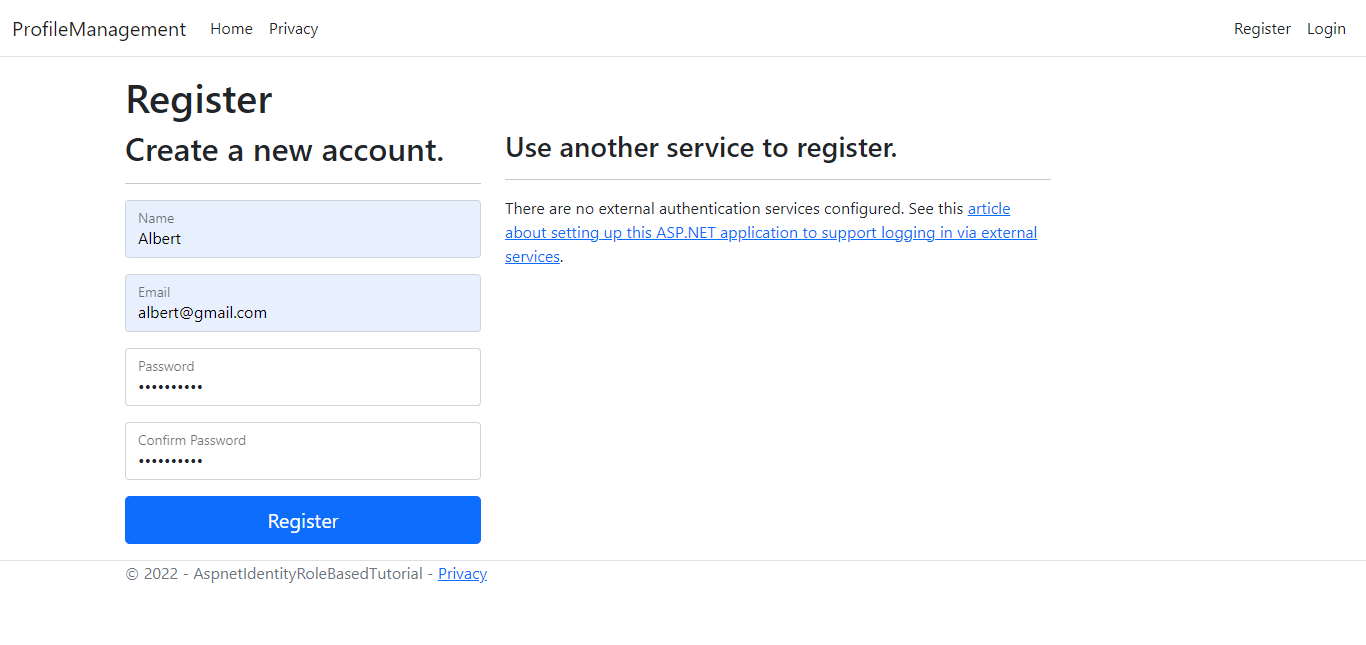 ProfileManagement Home Privacy Register Login
Register
Create a new account.
Name
Albert
Email
albert@gmail.com
Password
••••••••••
Confirm Password
••••••••••
Register
Use another service to register.
There are no external authentication services configured. See this article
about setting up this ASP.NET application to support logging in via external
services.
© 2022 - AspnetIdentityRoleBasedTutorial - Privacy